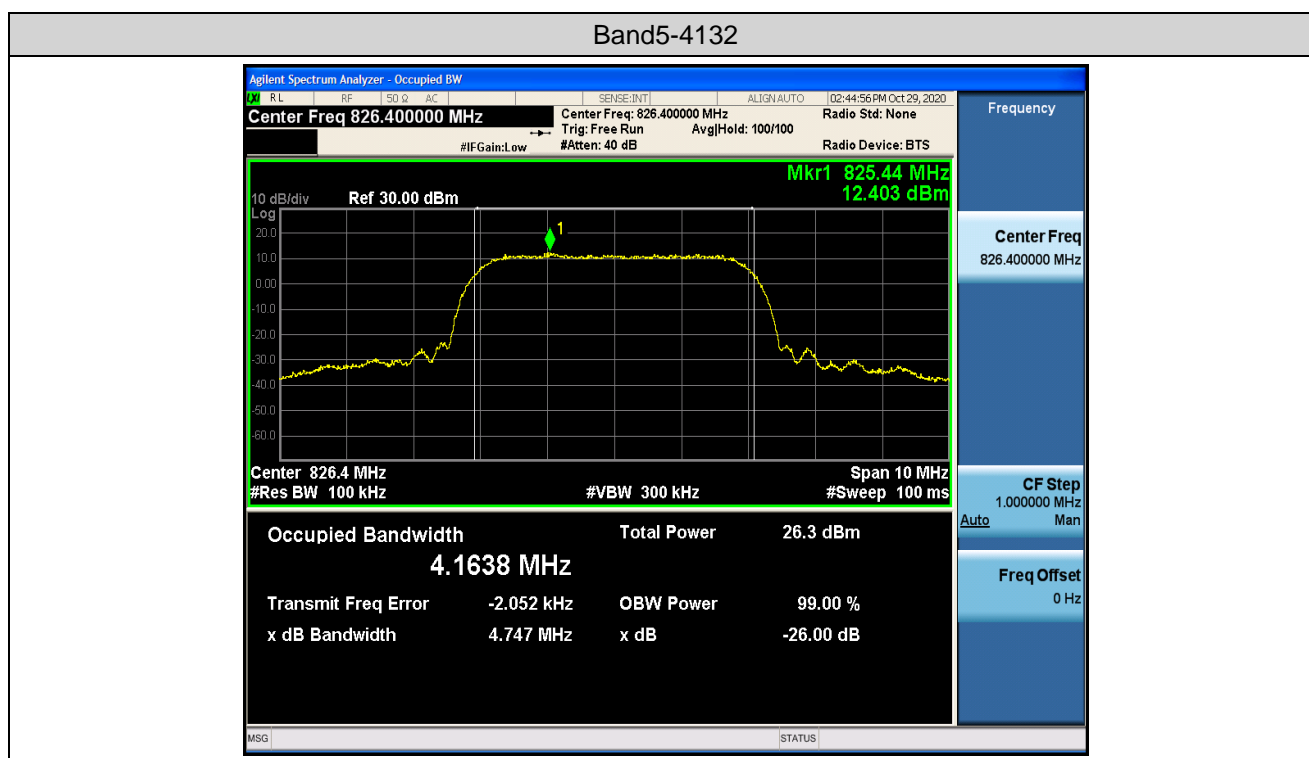 Band5-4132
Agilent Spectrum Analyzer - Occupied BW
LXI RL RF 50 Ω AC SENSE:INT ALIGN AUTO 02:44:56 PM Oct 29, 2020
Center Freq 826.400000 MHz
Center Freq: 826.400000 MHz
Radio Std: None
Trig: Free Run Avg|Hold: 100/100
#IFGain:Low #Atten: 40 dB Radio Device: BTS
Mkr1 825.44 MHz
12.403 dBm
10 dB/div Ref 30.00 dBm
Log
20.0
1
10.0
0.00
-10.0
-20.0
-30.0
-40.0
-50.0
-60.0
Center 826.4 MHz Span 10 MHz
#Res BW 100 kHz #VBW 300 kHz #Sweep 100 ms
Occupied Bandwidth Total Power 26.3 dBm
4.1638 MHz
Transmit Freq Error -2.052 kHz OBW Power 99.00 %
x dB Bandwidth 4.747 MHz x dB -26.00 dB
MSG STATUS
Frequency
Center Freq
826.400000 MHz
CF Step
1.000000 MHz
Auto Man
Freq Offset
0 Hz